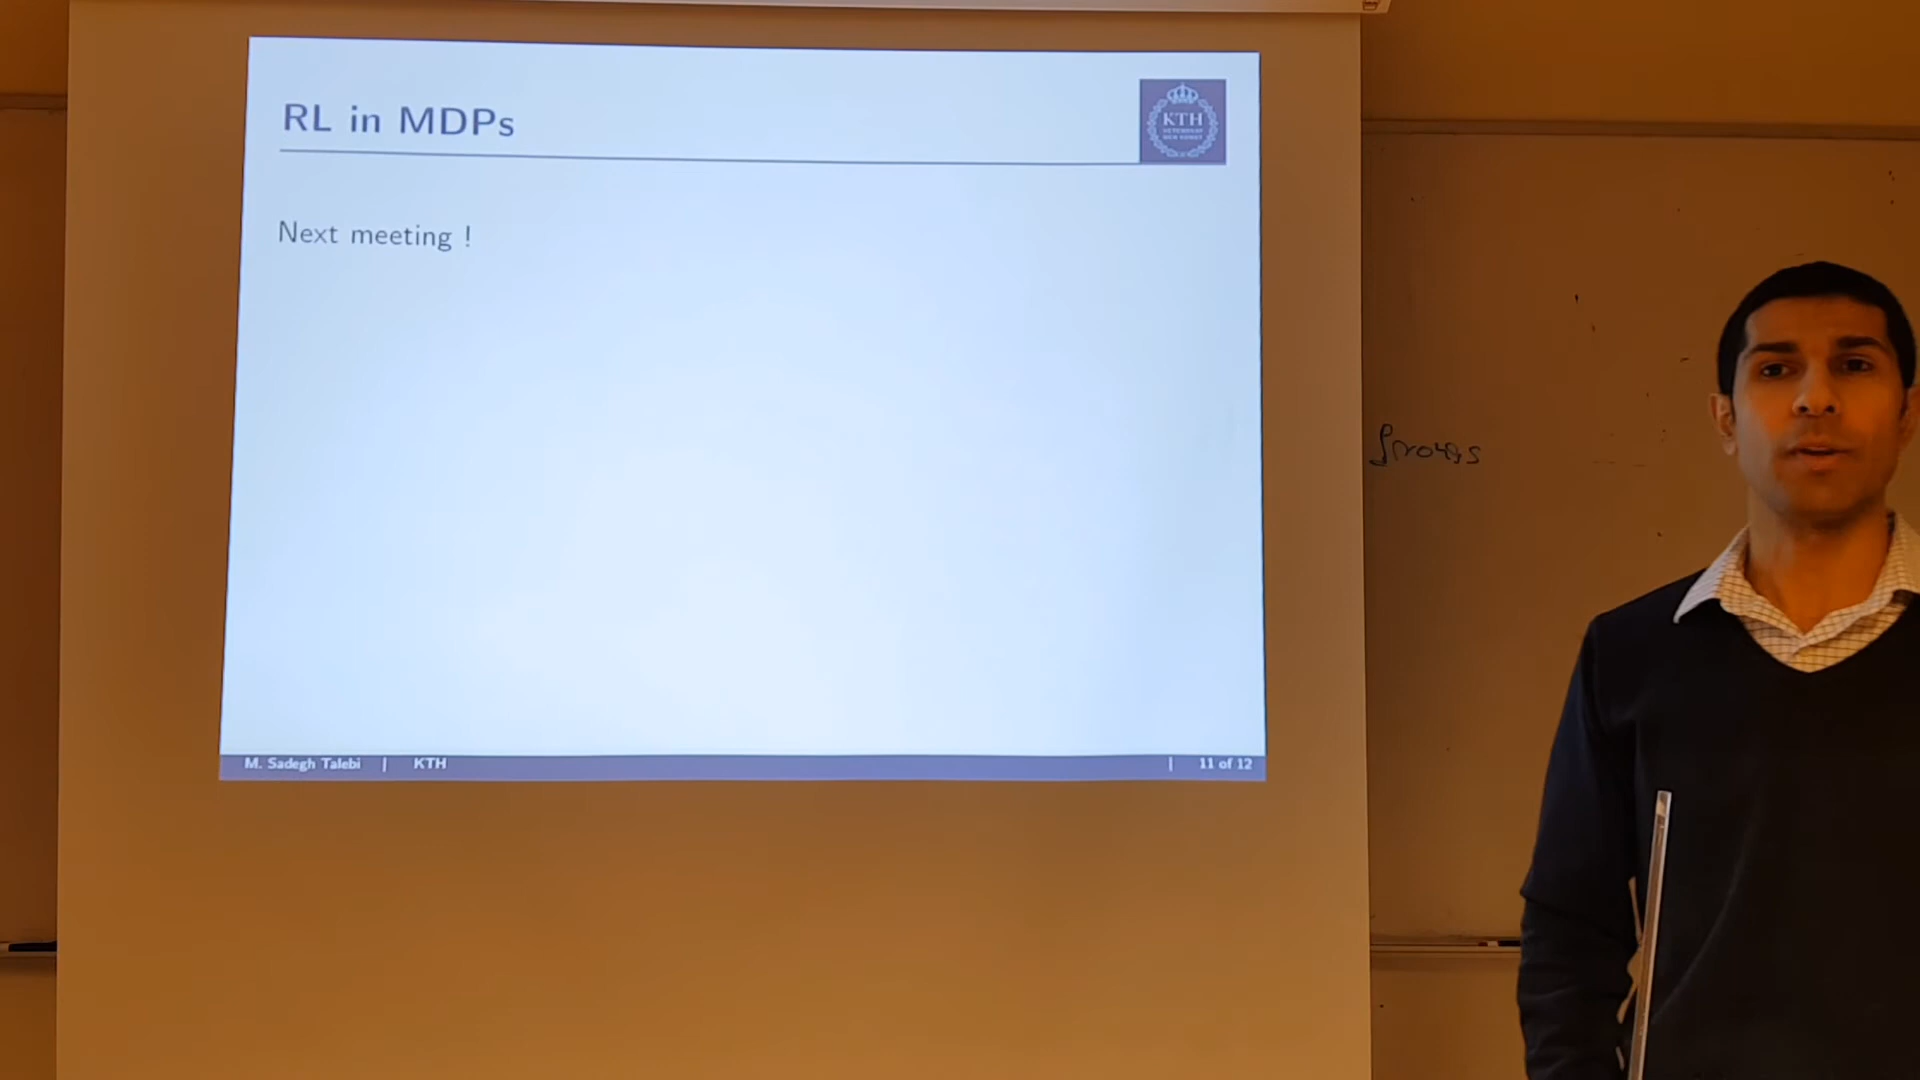 RL in MDPs
KTH
Next meeting !
M. Sadegh Talebi | KTH | 11 of 12